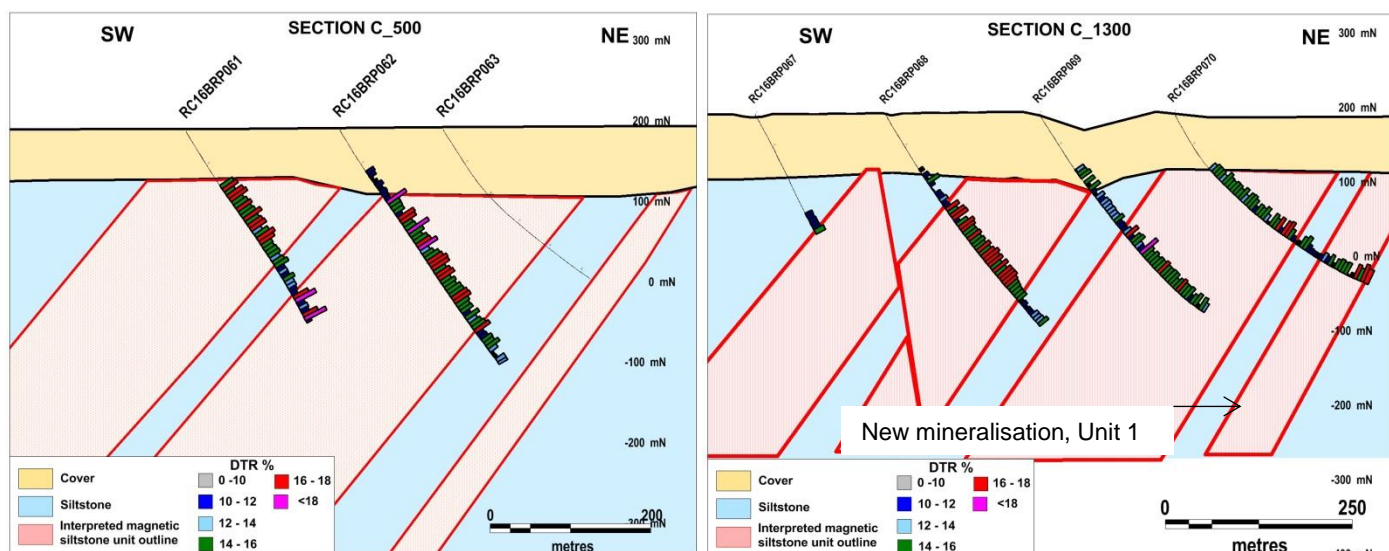 SW
SECTION C_500
NE
300 mN
RC16BRP061
RC16BRP062
RC16BRP063
200 mN
100 mN
0 mN
-100 mN
-200 mN
Cover
Siltstone
Interpreted magnetic
siltstone unit outline
DTR %
0 -10
10 - 12
12 - 14
14 - 16
16 - 18
<18
0
200
metres
SW
SECTION C_1300
NE
300 mN
RC16BRP067
RC16BRP068
RC16BRP069
RC16BRP070
200 mN
100 mN
0 mN
-100 mN
-200 mN
New mineralisation, Unit 1
-300 mN
Cover
Siltstone
Interpreted magnetic
siltstone unit outline
DTR %
0 -10
10 - 12
12 - 14
14 - 16
16 - 18
<18
0
250
metres